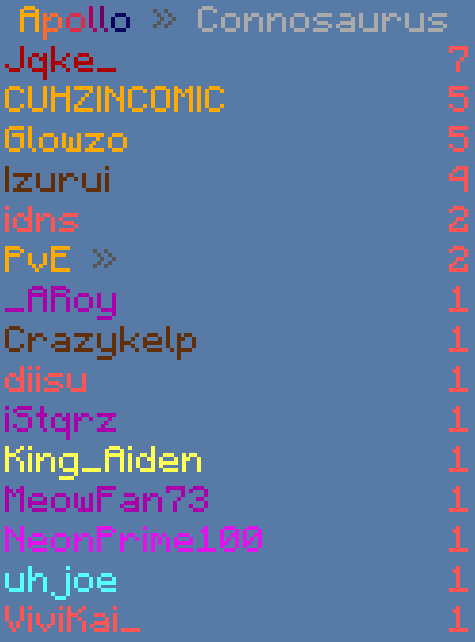 Apollo » Connosaurus
Jqke_ 7
CUHZINCOMIC 5
Glowzo 5
Izurui 4
idns 2
PvE » 2
_ARoy 1
Crazykelp 1
diisu 1
iStqrz 1
King_Aiden 1
MeowFan73 1
NeonPrime100 1
uhjoe 1
ViviKai_ 1